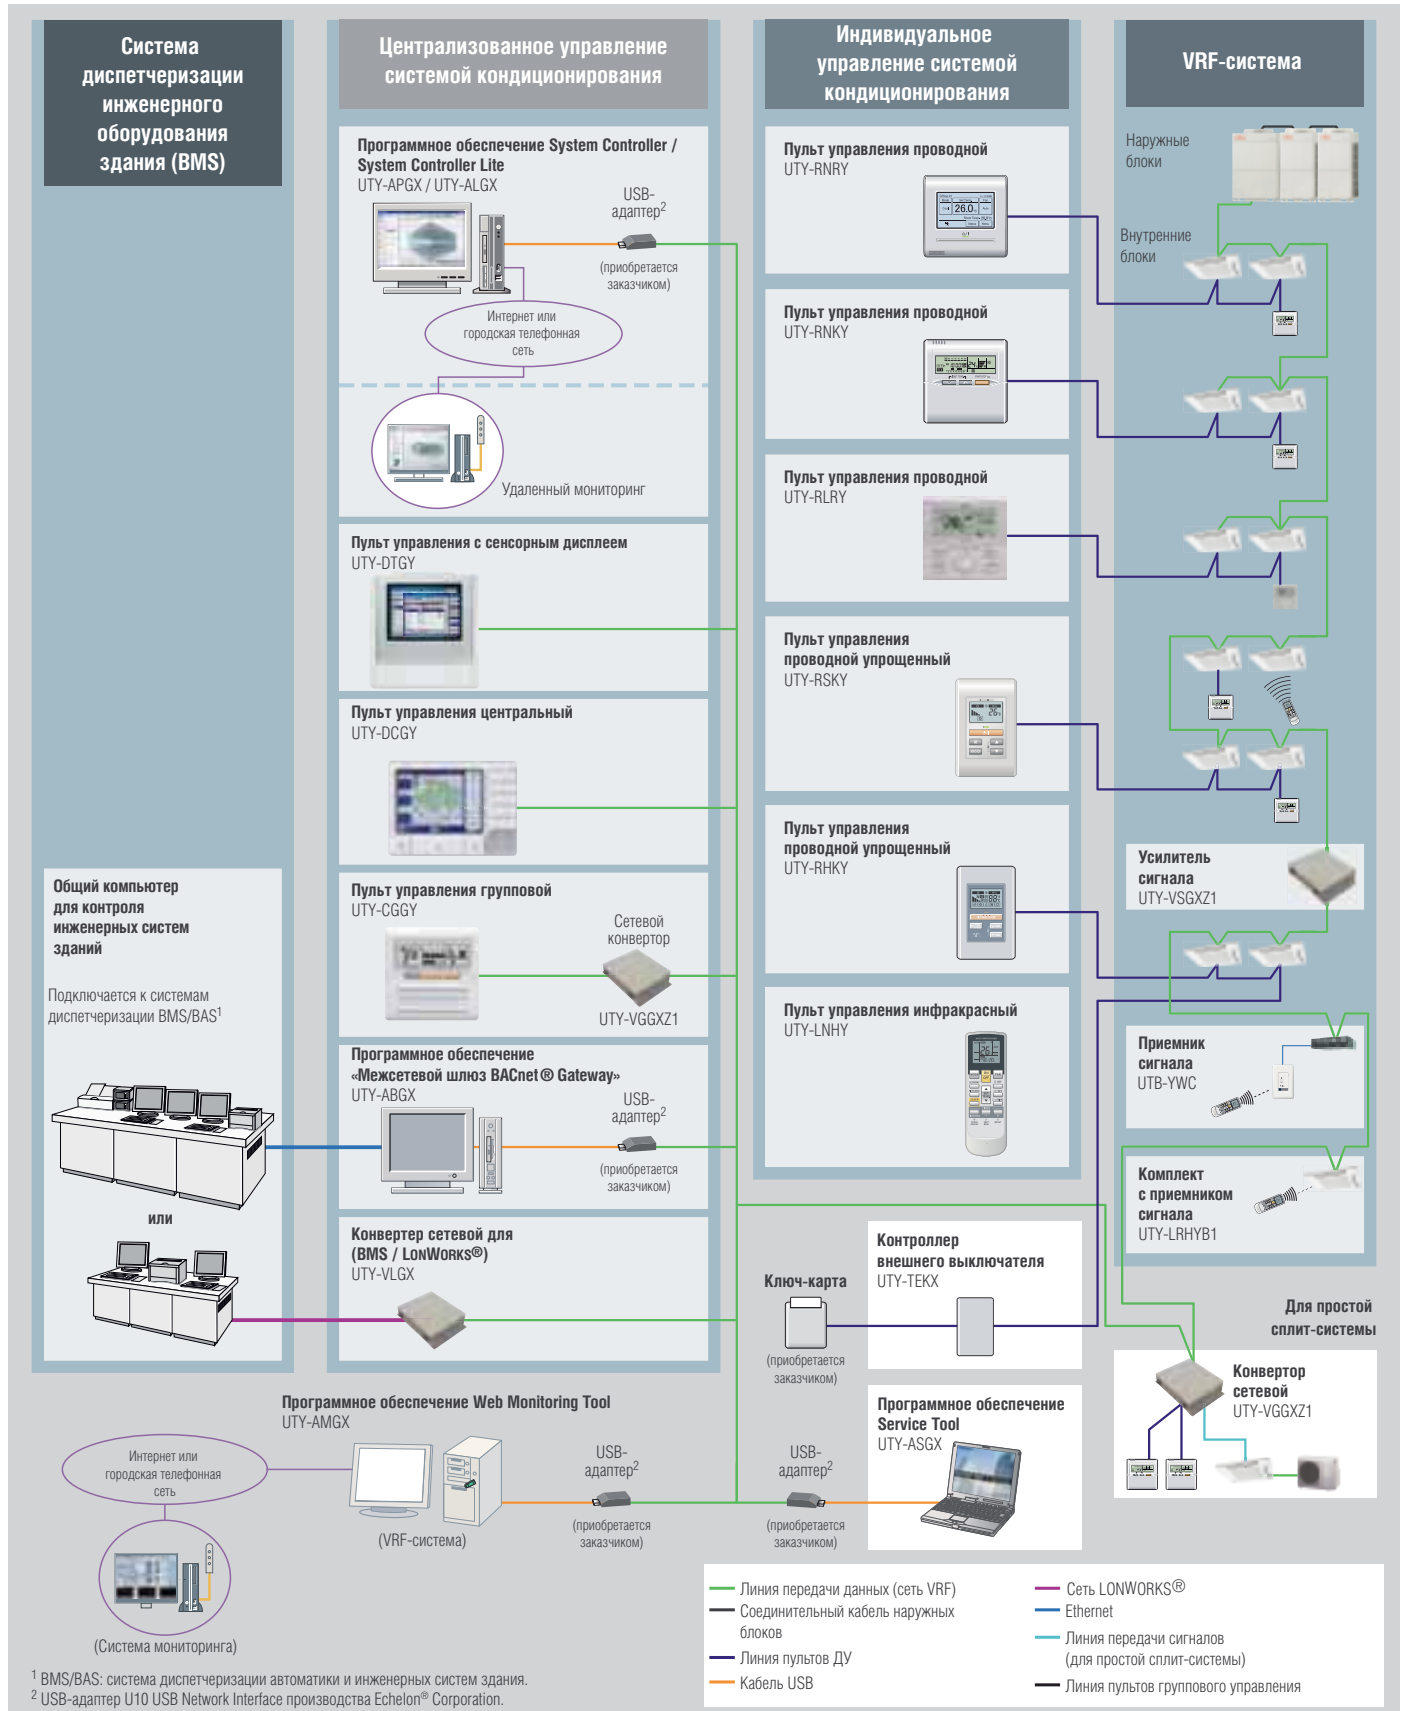 Система
диспетчеризации
инженерного
оборудования
здания (BMS)
Централизованное управление
системой кондиционирования
Индивидуальное
управление системой
кондиционирования
VRF-система
Программное обеспечение System Controller /
System Controller Lite
UTY-APGX / UTY-ALGX
USB-
адаптер2
(приобретается
заказчиком)
Интернет или
городская телефонная
сеть
Удаленный мониторинг
Пульт управления с сенсорным дисплеем
UTY-DTGY
Пульт управления центральный
UTY-DCGY
Пульт управления групповой
UTY-CGGY
Сетевой
конвертор
UTY-VGGXZ1
Программное обеспечение
«Межсетевой шлюз BACnet® Gateway»
UTY-ABGX
USB-
адаптер2
(приобретается
заказчиком)
Конвертер сетевой для
(BMS / LONWORKS®)
UTY-VLGX
Общий компьютер
для контроля
инженерных систем
зданий
Подключается к системам
диспетчеризации BMS/BAS1
или
Пульт управления проводной
UTY-RNRY
26.0
Пульт управления проводной
UTY-RNKY
Пульт управления проводной
UTY-RLRY
Пульт управления
проводной упрощенный
UTY-RSKY
Пульт управления
проводной упрощенный
UTY-RHKY
Пульт управления инфракрасный
UTY-LNHY
Наружные
блоки
Внутренние
блоки
Усилитель
сигнала
UTY-VSGXZ1
Приемник
сигнала
UTB-YWC
Комплект
с приемником
сигнала
UTY-LRHYB1
Контроллер
внешнего выключателя
UTY-TEKX
Ключ-карта
(приобретается
заказчиком)
Для простой
сплит-системы
Конвертор
сетевой
UTY-VGGXZ1
Программное обеспечение Web Monitoring Tool
UTY-AMGX
Интернет или
городская телефонная
сеть
(VRF-система)
USB-
адаптер2
(приобретается
заказчиком)
USB-
адаптер2
(приобретается
заказчиком)
Программное обеспечение
Service Tool
UTY-ASGX
(Система мониторинга)
Линия передачи данных (сеть VRF)
Соединительный кабель наружных
блоков
Линия пультов ДУ
Кабель USB
Сеть LONWORKS®
Ethernet
Линия передачи сигналов
(для простой сплит-системы)
Линия пультов группового управления
1 BMS/BAS: система диспетчеризации автоматики и инженерных систем здания.
2 USB-адаптер U10 USB Network Interface производства Echelon® Corporation.